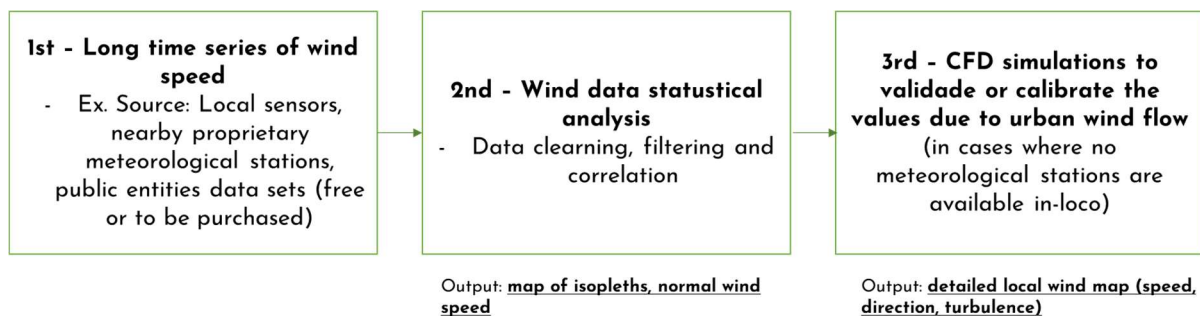 1st – Long time series of wind
speed
- Ex. Source: Local sensors,
nearby proprietary
meteorological stations,
public entities data sets (free
or to be purchased)
2nd – Wind data statustical
analysis
- Data clearning, filtering and
correlation
Output: map of isopleths, normal wind
speed
3rd – CFD simulations to
validade or calibrate the
values due to urban wind flow
(in cases where no
meteorological stations are
available in-loco)
Output: detailed local wind map (speed,
direction, turbulence)